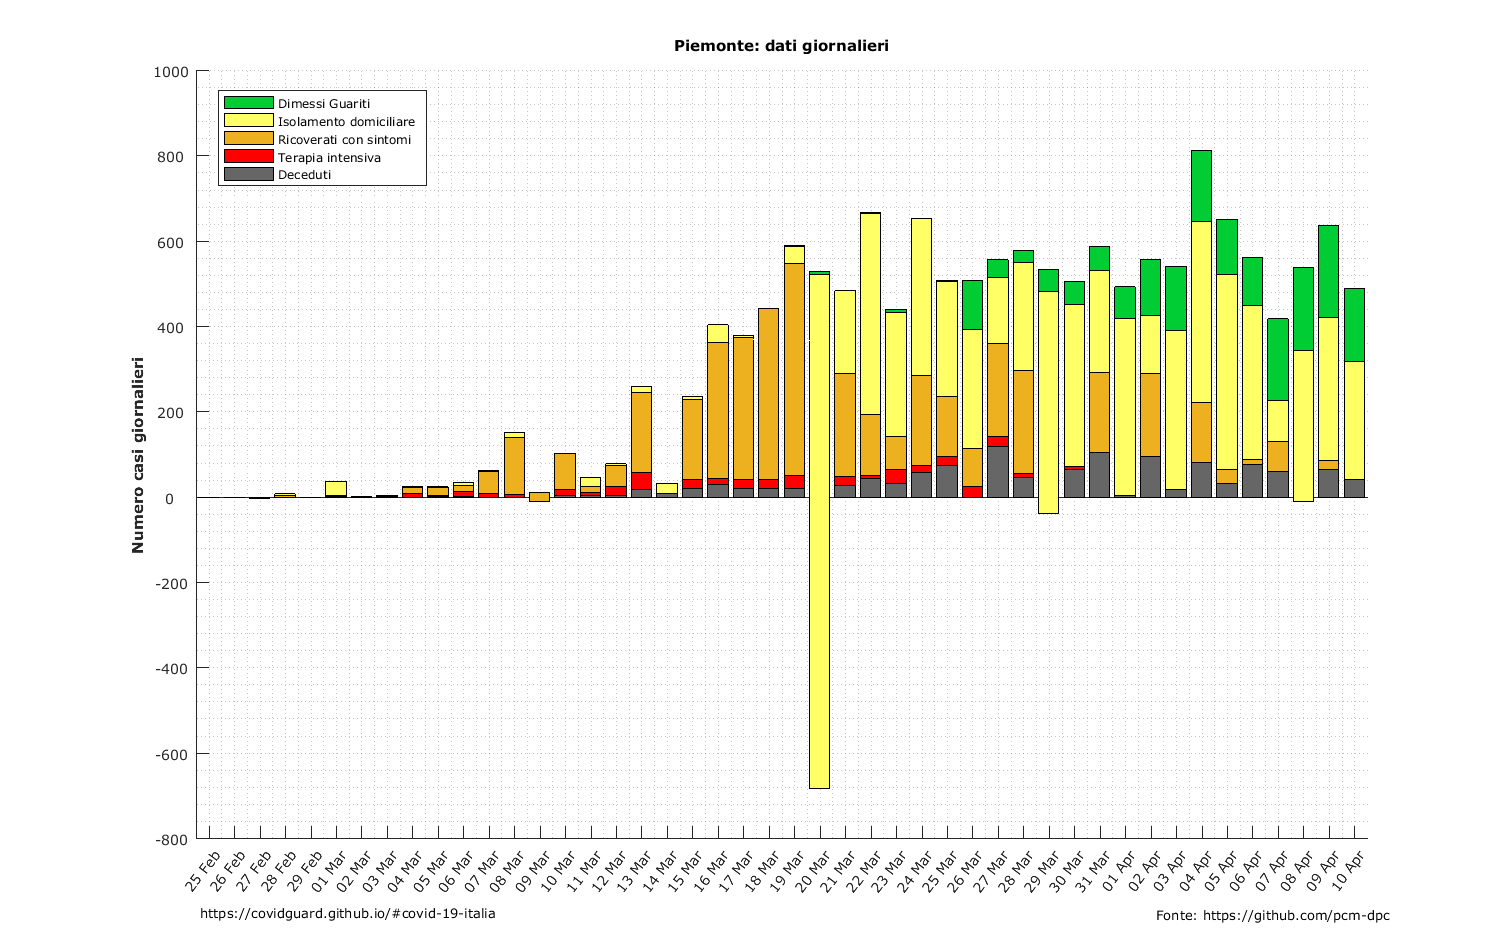 Piemonte: dati giornalieri
1000
800
600
400
200
0
-200
-400
-600
-800
Dimessi Guariti
Isolamento domiciliare
Ricoverati con sintomi
Terapia intensiva
Deceduti
Numero casi giornalieri
25 Feb
26 Feb
27 Feb
28 Feb
29 Feb
01 Mar
02 Mar
03 Mar
04 Mar
05 Mar
06 Mar
07 Mar
08 Mar
09 Mar
10 Mar
11 Mar
12 Mar
13 Mar
14 Mar
15 Mar
16 Mar
17 Mar
18 Mar
19 Mar
20 Mar
21 Mar
22 Mar
23 Mar
24 Mar
25 Mar
26 Mar
27 Mar
28 Mar
29 Mar
30 Mar
31 Mar
01 Apr
02 Apr
03 Apr
04 Apr
05 Apr
06 Apr
07 Apr
08 Apr
09 Apr
10 Apr
https://covidguard.github.io/#covid-19-italia
Fonte: https://github.com/pcm-dpc